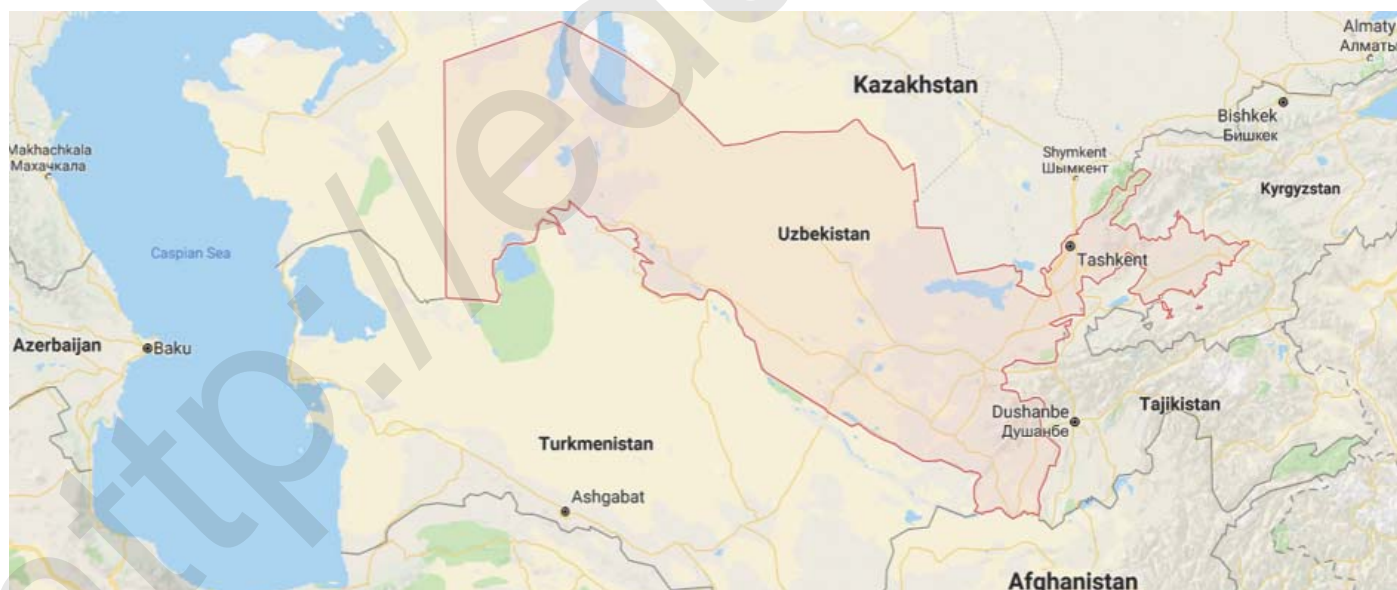 Almaty
Алматы
Kazakhstan
Bishkek
Бишкек
Makhachkala
Махачкала
Shymkent
Шымкент
Kyrgyzstan
Uzbekistan
Caspian Sea
Tashkent
Azerbaijan
Baku
Dushanbe
Душанбе
Tajikistan
Turkmenistan
Ashgabat
Afghanistan